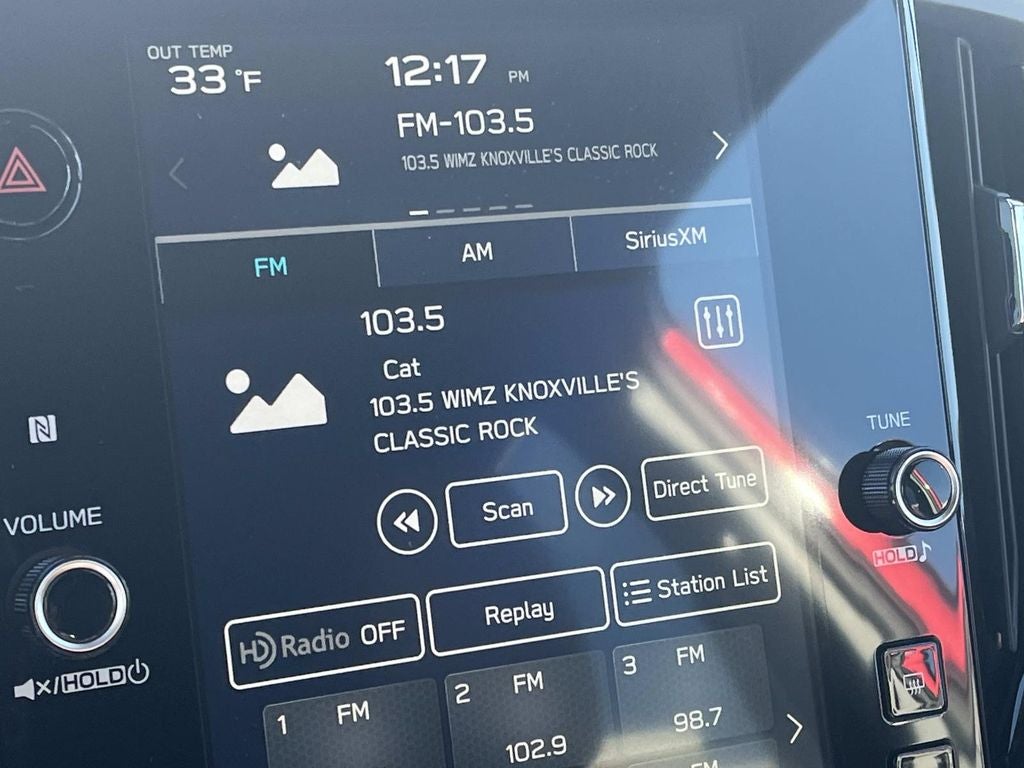 OUT TEMP
33 °F
12:17 PM
FM-103.5
103.5 WIMZ KNOXVILLE'S CLASSIC ROCK
FM
AM
SiriusXM
103.5
Cat
103.5 WIMZ KNOXVILLE'S
CLASSIC ROCK
TUNE
Scan
Direct Tune
VOLUME
HOLD
HD Radio OFF
Replay
Station List
HOLD
1 FM
2 FM
102.9
3 FM
98.7
FM